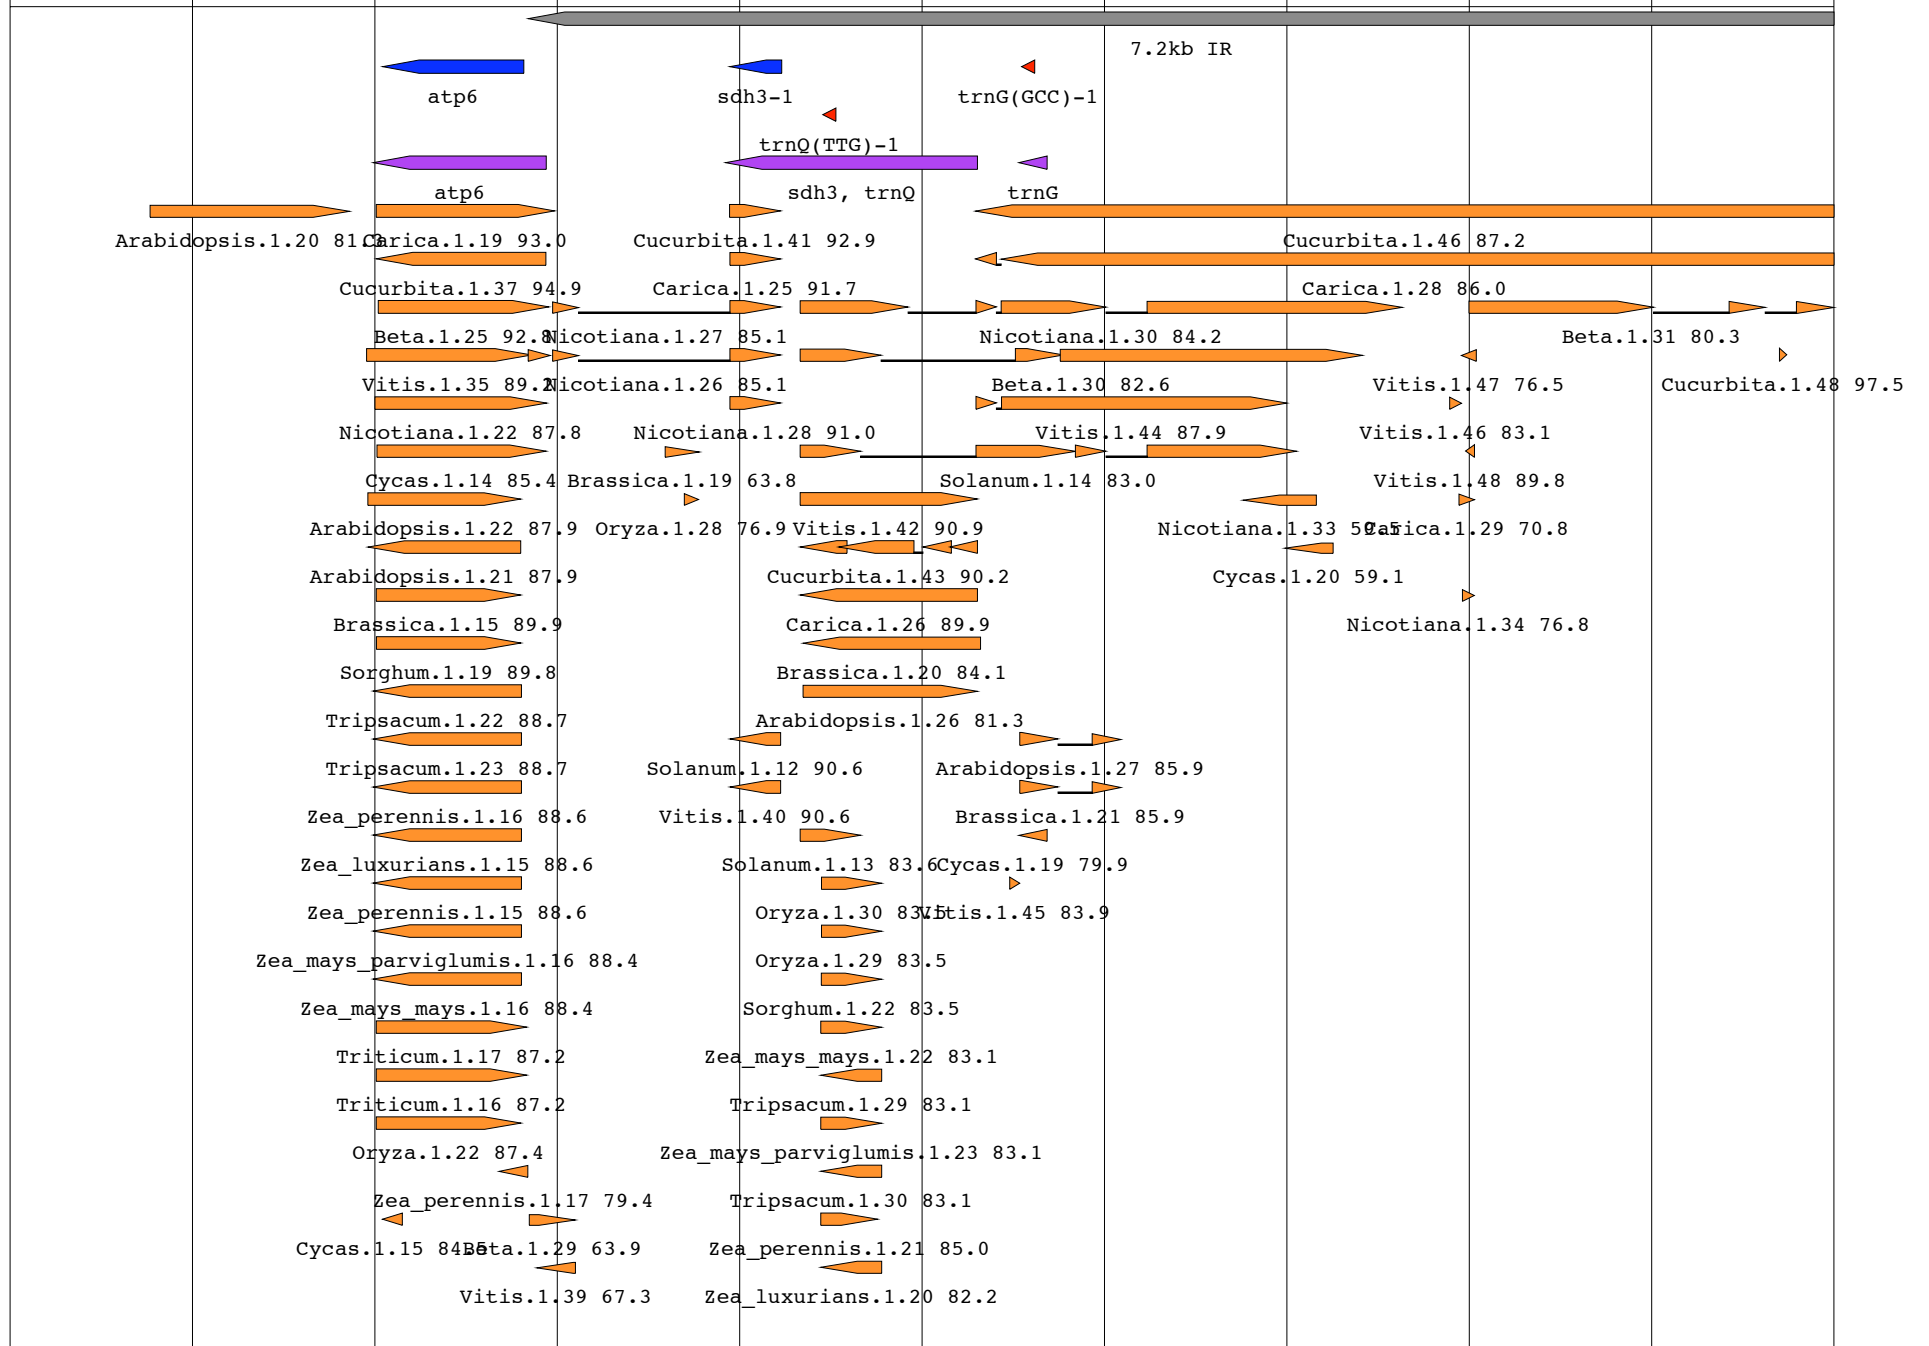 7.2kb IR
atp6 sdh3-1 trnG(GCC)-1
trnQ(TTG)-1
atp6 sdh3, trnQ trnG
Arabidopsis.1.20 81.3 Carica.1.19 93.0 Cucurbita.1.41 92.9 Cucurbita.1.46 87.2
Cucurbita.1.37 94.9 Carica.1.25 91.7 Carica.1.28 86.0
Beta.1.25 92.8 Nicotiana.1.27 85.1 Nicotiana.1.30 84.2 Beta.1.31 80.3
Vitis.1.35 89.2 Nicotiana.1.26 85.1 Beta.1.30 82.6 Vitis.1.47 76.5 Cucurbita.1.48 97.5
Nicotiana.1.22 87.8 Nicotiana.1.28 91.0 Vitis.1.44 87.9 Vitis.1.46 83.1
Cycas.1.14 85.4 Brassica.1.19 63.8 Solanum.1.14 83.0 Vitis.1.48 89.8
Arabidopsis.1.22 87.9 Oryza.1.28 76.9 Vitis.1.42 90.9 Nicotiana.1.33 59.5 Carica.1.29 70.8
Arabidopsis.1.21 87.9 Cucurbita.1.43 90.2 Cycas.1.20 59.1
Brassica.1.15 89.9 Carica.1.26 89.9 Nicotiana.1.34 76.8
Sorghum.1.19 89.8 Brassica.1.20 84.1
Tripsacum.1.22 88.7 Arabidopsis.1.26 81.3
Tripsacum.1.23 88.7 Solanum.1.12 90.6 Arabidopsis.1.27 85.9
Zea_perennis.1.16 88.6 Vitis.1.40 90.6 Brassica.1.21 85.9
Zea_luxurians.1.15 88.6 Solanum.1.13 83.6 Cycas.1.19 79.9
Zea_perennis.1.15 88.6 Oryza.1.30 83.5 Vitis.1.45 83.9
Zea_mays_parviglumis.1.16 88.4 Oryza.1.29 83.5
Zea_mays_mays.1.16 88.4 Sorghum.1.22 83.5
Triticum.1.17 87.2 Zea_mays_mays.1.22 83.1
Triticum.1.16 87.2 Tripsacum.1.29 83.1
Oryza.1.22 87.4 Zea_mays_parviglumis.1.23 83.1
Zea_perennis.1.17 79.4 Tripsacum.1.30 83.1
Cycas.1.15 84.5 Beta.1.29 63.9 Zea_perennis.1.21 85.0
Vitis.1.39 67.3 Zea_luxurians.1.20 82.2